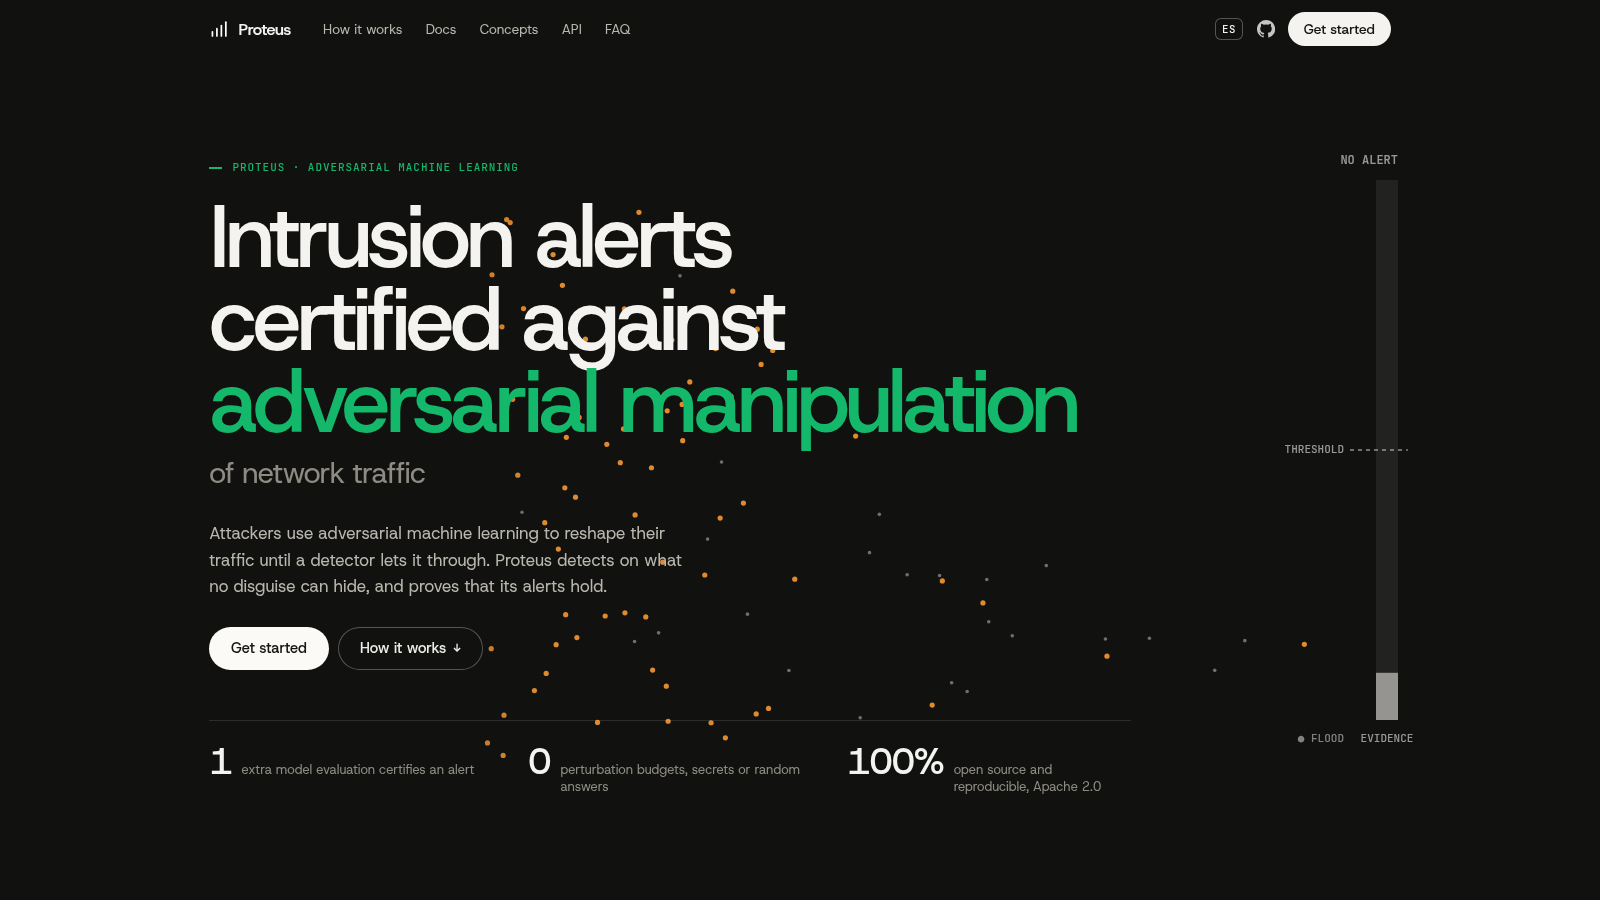 Proteus
How it works
Docs
Concepts
API
FAQ
ES
Get started
PROTEUS · ADVERSARIAL MACHINE LEARNING
Intrusion alerts
certified against
adversarial manipulation
of network traffic
Attackers use adversarial machine learning to reshape their
traffic until a detector lets it through. Proteus detects on what
no disguise can hide, and proves that its alerts hold.
Get started
How it works ↓
1 extra model evaluation certifies an alert
0 perturbation budgets, secrets or random
answers
100% open source and
reproducible, Apache 2.0
NO ALERT
THRESHOLD
FLOOD
EVIDENCE